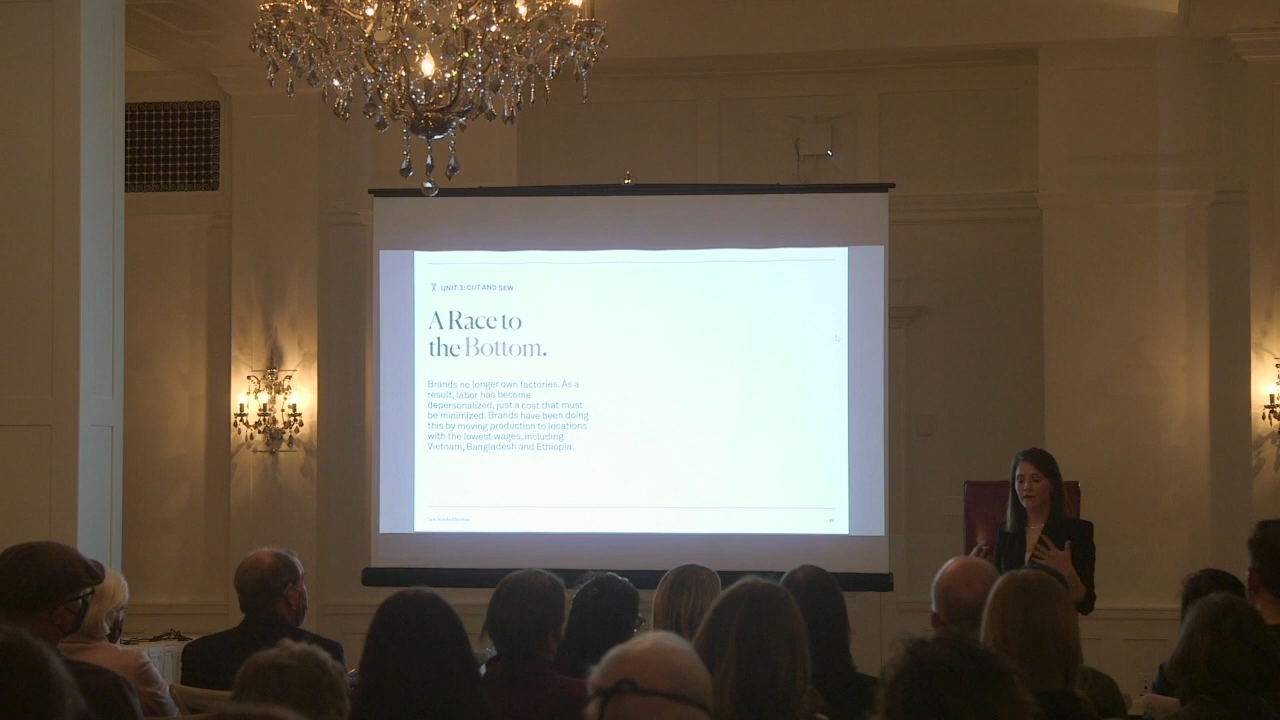 UNIT 3: CUT AND SEW
A Race to
the Bottom.
Brands no longer own factories. As a
result, labor has become
depersonalized, just a cost that must
be minimized. Brands have been doing
this by moving production to locations
with the lowest wages, including
Vietnam, Bangladesh and Ethiopia.